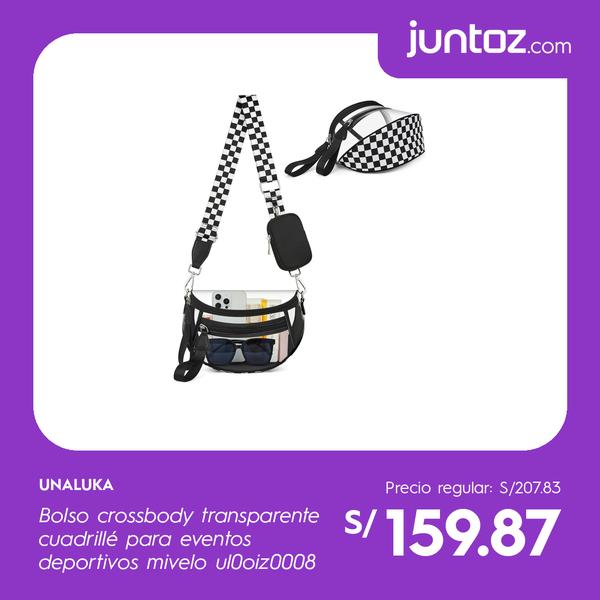 juntoz.com
UNALUKA
Bolso crossbody transparente
cuadrillé para eventos
deportivos mivelo ul0oiz0008
Precio regular: S/207.83
S/159.87